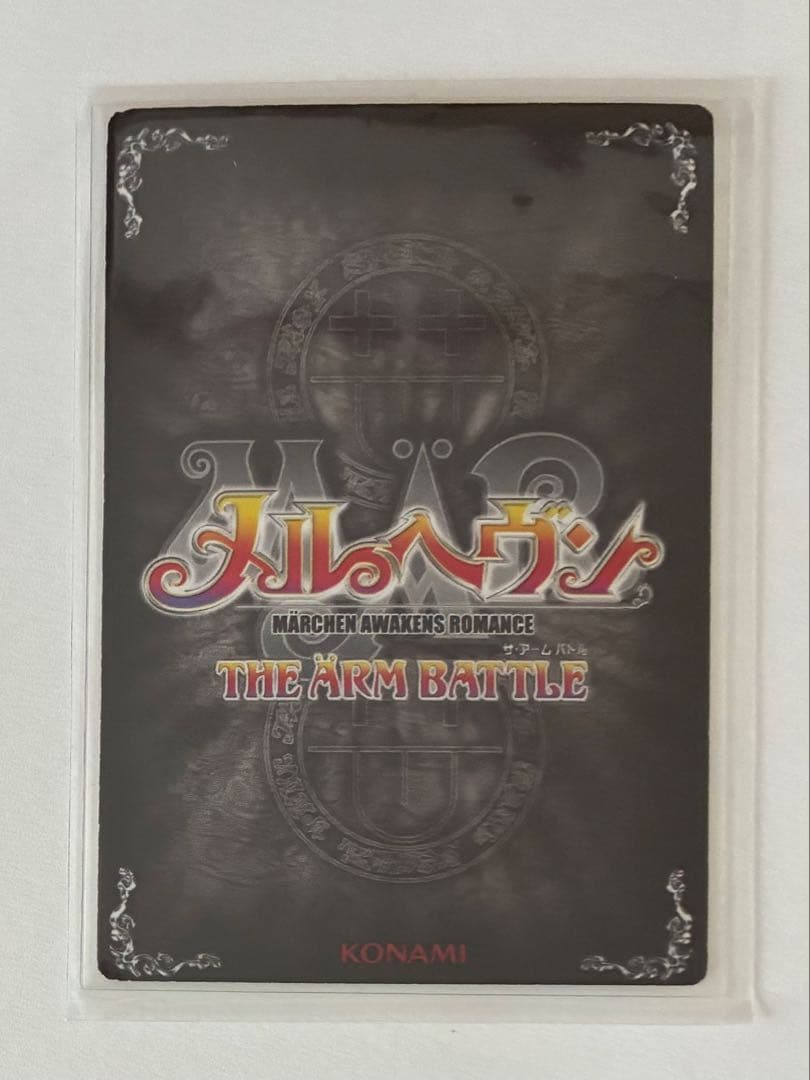 MÄR
メルヘヴン
MÄRCHEN AWAKENS ROMANCE
ザ・アーム バトル
THE ÄRM BATTLE
KONAMI